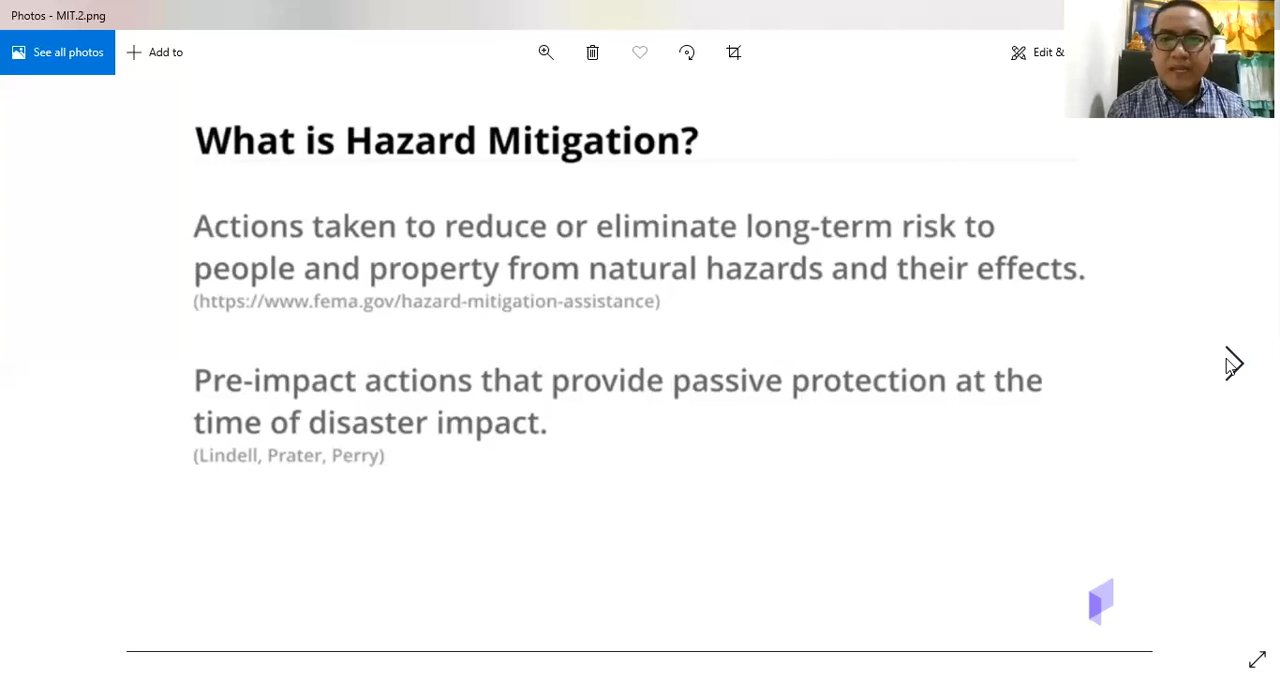 Photos - MIT.2.png
See all photos
Add to
Edit &
What is Hazard Mitigation?
Actions taken to reduce or eliminate long-term risk to
people and property from natural hazards and their effects.
(https://www.fema.gov/hazard-mitigation-assistance)
Pre-impact actions that provide passive protection at the
time of disaster impact.
(Lindell, Prater, Perry)